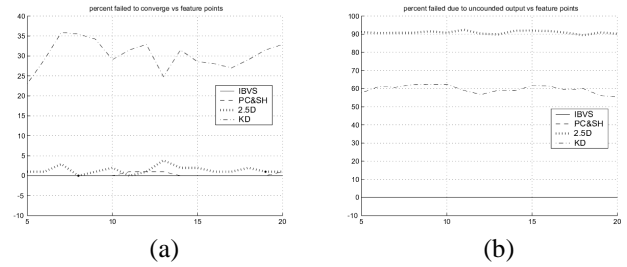 percent failed to converge vs feature points
40
35
30
25
20
15
10
5
0
-5
-10
5
10
15
20
IBVS
PC&SH
2.5D
KD
(a)
percent failed due to uncounted output vs feature points
100
90
80
70
60
50
40
30
20
10
0
-10
5
10
15
20
IBVS
PC&SH
2.5D
KD
(b)